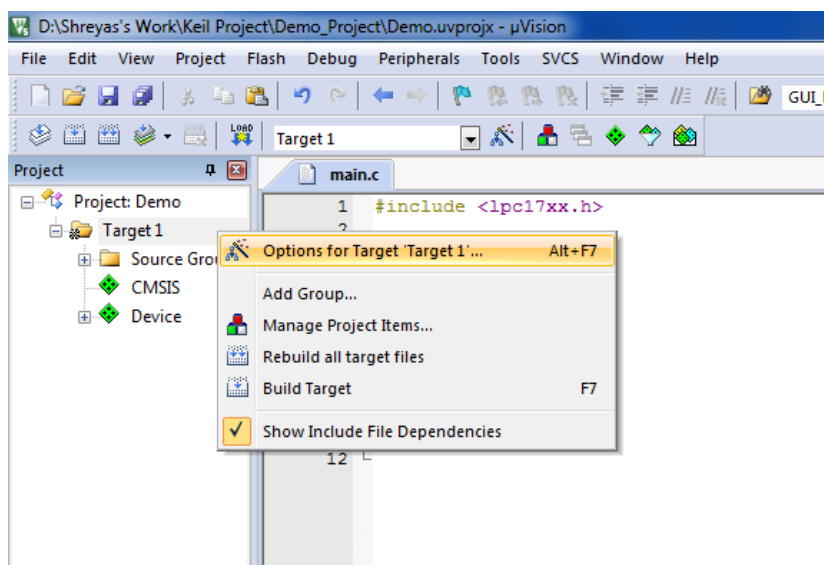 D:\Shreyas's Work\Keil Project\Demo_Project\Demo.uvprojx - µVision
File Edit View Project Flash Debug Peripherals Tools SVCS Window Help
LOAD Target 1
Project
main.c
Project: Demo
1 #include <lpc17xx.h>
Target 1
2
Options for Target 'Target 1'... Alt+F7
CMSIS
Add Group...
Device
Manage Project Items...
Rebuild all target files
Build Target F7
Show Include File Dependencies
12